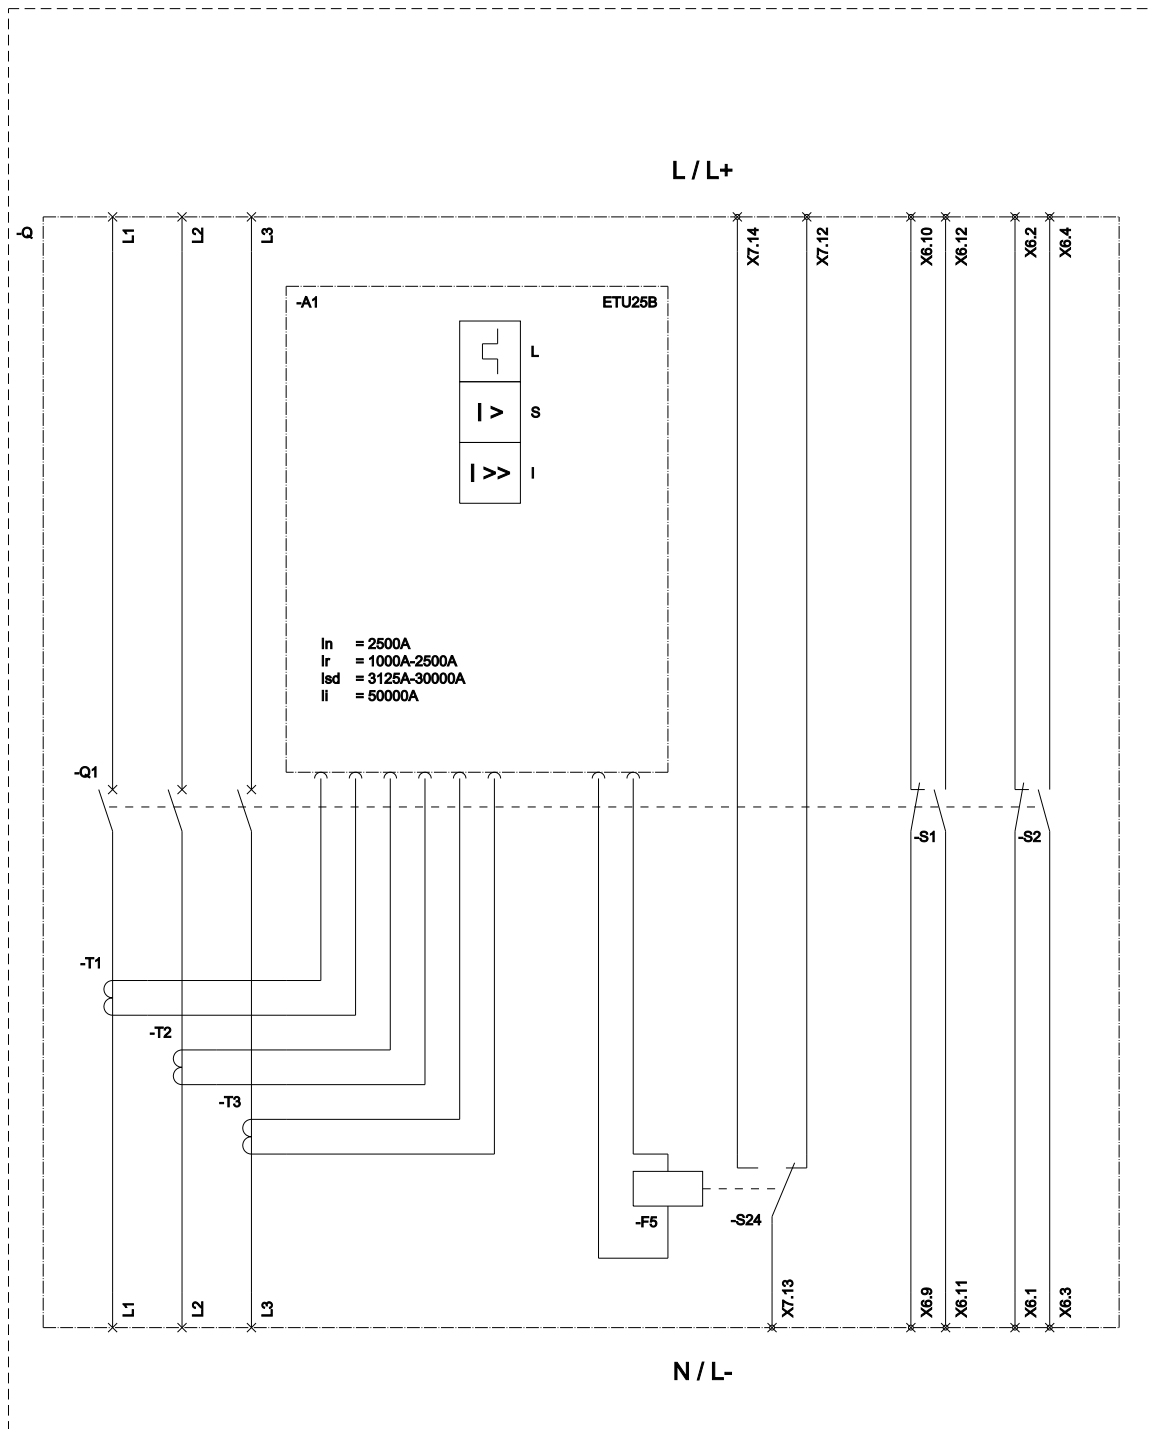 L / L+
-Q
L1
L2
L3
X7.14
X7.12
X6.10
X6.12
X6.2
X6.4
-A1
ETU25B
L
I >
S
I >>
I
In = 2500A
Ir = 1000A-2500A
Isd = 3125A-30000A
Ii = 50000A
-Q1
-S1
-S2
-T1
-T2
-T3
-F5
-S24
L1
L2
L3
X7.13
X6.9
X6.11
X6.1
X6.3
N / L-